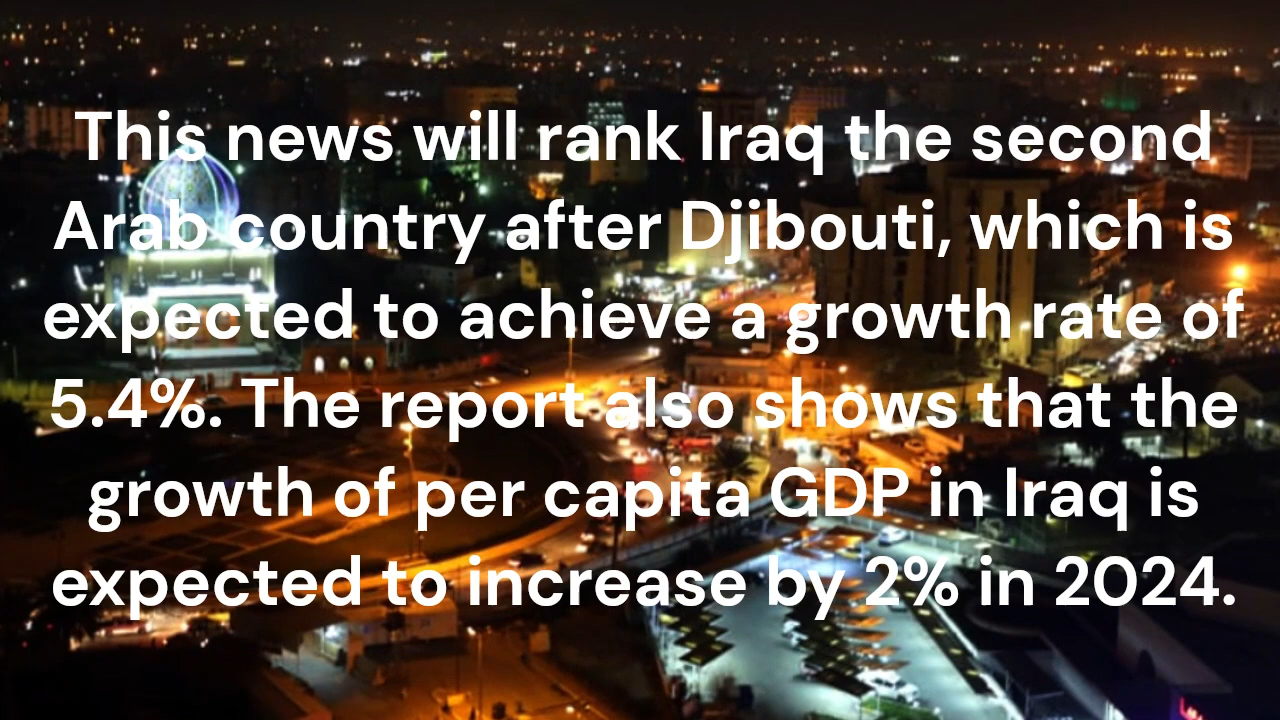 This news will rank Iraq the second
Arab country after Djibouti, which is
expected to achieve a growth rate of
5.4%. The report also shows that the
growth of per capita GDP in Iraq is
expected to increase by 2% in 2024.